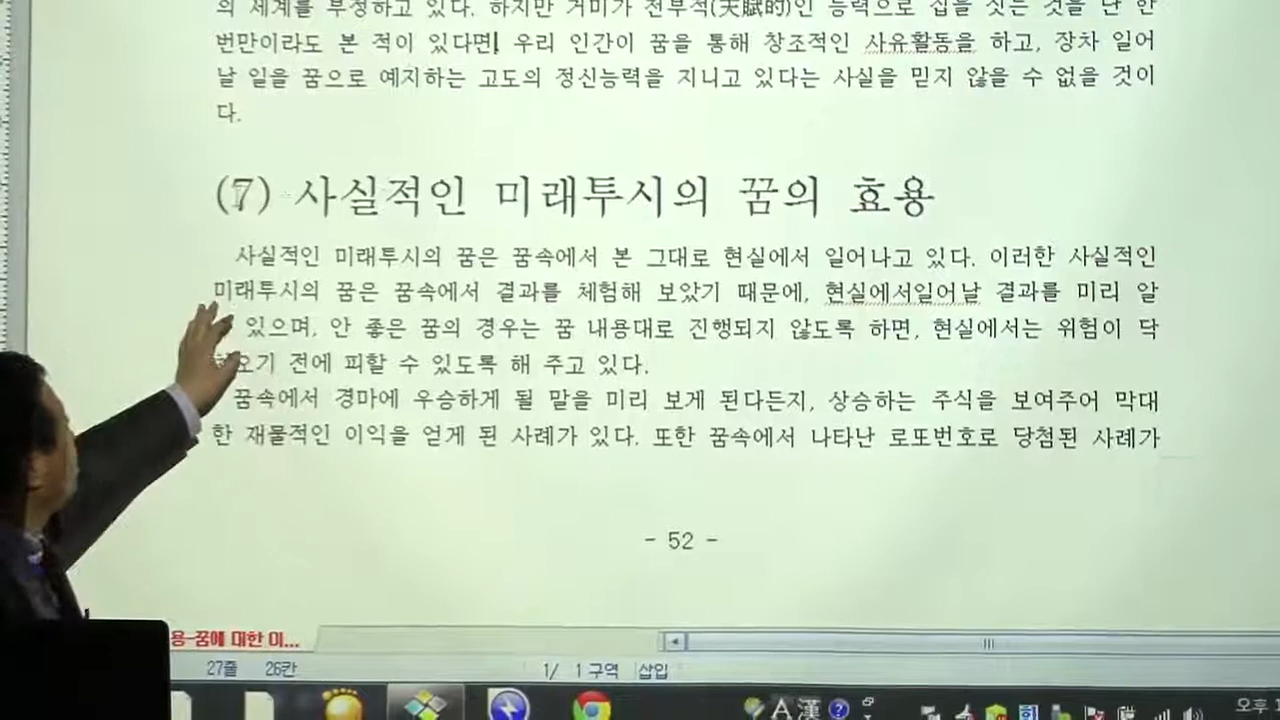 의 세계를 부정하고 있다. 하지만 거미가 천부적(天賦的)인 능력으로 집을 짓는 것을 단 한
번만이라도 본 적이 있다면 우리 인간이 꿈을 통해 창조적인 사유활동을 하고, 장차 일어
날 일을 꿈으로 예지하는 고도의 정신능력을 지니고 있다는 사실을 믿지 않을 수 없을 것이
다.
(7) 사실적인 미래투시의 꿈의 효용
사실적인 미래투시의 꿈은 꿈속에서 본 그대로 현실에서 일어나고 있다. 이러한 사실적인
미래투시의 꿈은 꿈속에서 결과를 체험해 보았기 때문에, 현실에서일어날 결과를 미리 알
있으며, 안 좋은 꿈의 경우는 꿈 내용대로 진행되지 않도록 하면, 현실에서는 위험이 닥
오기 전에 피할 수 있도록 해 주고 있다.
꿈속에서 경마에 우승하게 될 말을 미리 보게 된다든지, 상승하는 주식을 보여주어 막대
한 재물적인 이익을 얻게 된 사례가 있다. 또한 꿈속에서 나타난 로또번호로 당첨된 사례가
- 52 -
용-꿈에 대한 이...
27줄 26칸 1/ 1 구역 삽입
A 漢 ?
오후